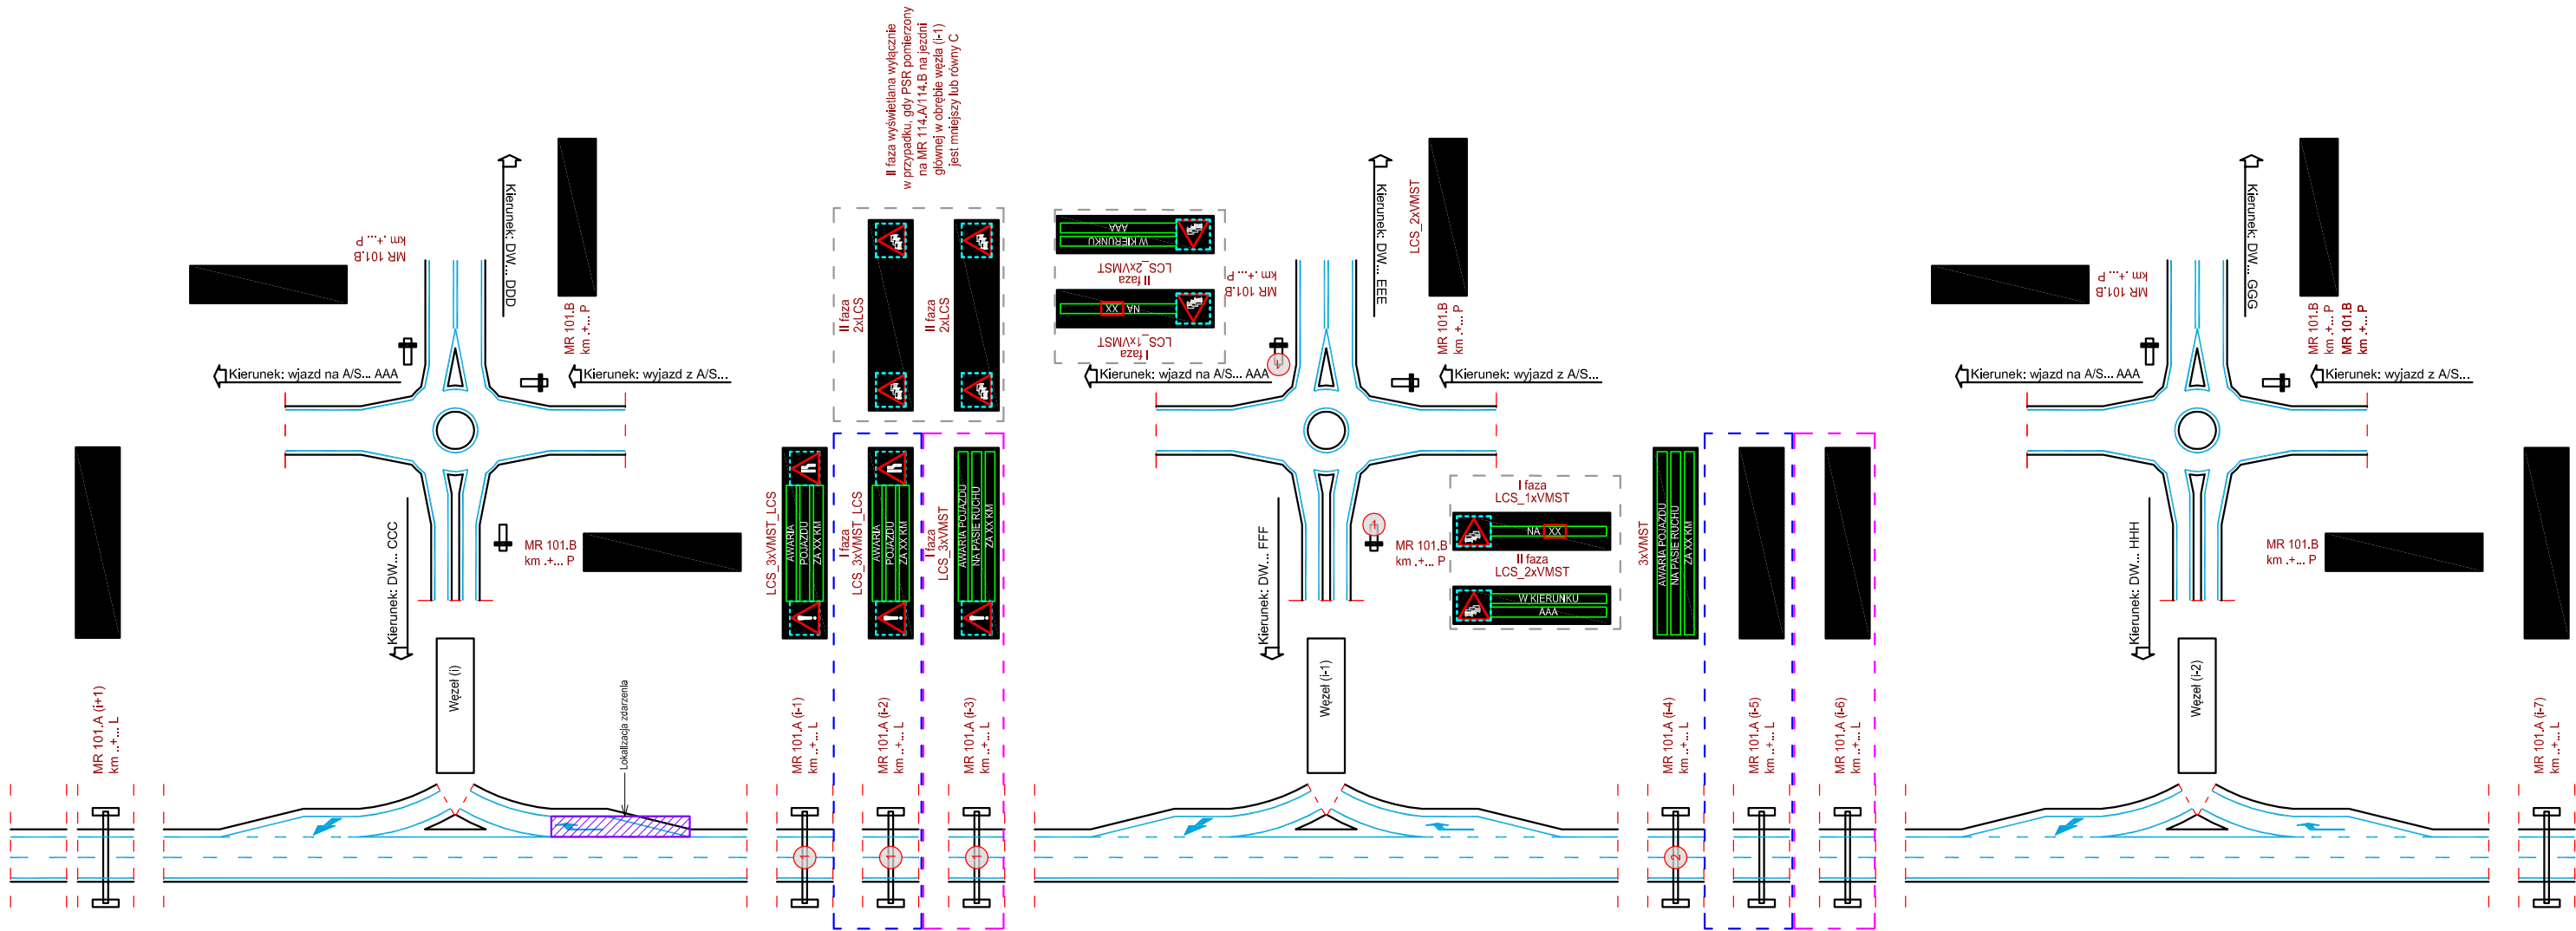 II faza wyświetlana wyłącznie
w przypadku, gdy PSR pomierzony
na MR 114.A/114.B na jezdni
głównej w obrębie węzła (i-1)
jest mniejszy lub równy C
MR 101.B
km .+... P
Kierunek: DW... DDD
MR 101.B
km .+... P
Kierunek: wjazd na A/S... AAA
Kierunek: wyjazd z A/S...
Kierunek: DW... CCC
MR 101.B
km .+... P
Węzeł (i)
Lokalizacja zdarzenia
MR 101.A (i+1)
km ..+... L
II faza
2xLCS
II faza
2xLCS
LCS_3xVMST_LCS
AWARIA
POJAZDU
ZA XX KM
I faza
LCS_3xVMST_LCS
AWARIA
POJAZDU
ZA XX KM
I faza
LCS_3xVMST
AWARIA POJAZDU
NA PASIE RUCHU
ZA XX KM
MR 101.A (i-1)
km ..+... L
MR 101.A (i-2)
km ..+... L
MR 101.A (i-3)
km ..+... L
1
1
1
W KIERUNKU
AAA
II faza
LCS_2xVMST
NA XX
I faza
LCS_1xVMST
MR 101.B
km .+... P
1
Kierunek: DW... EEE
LCS_2xVMST
MR 101.B
km .+... P
Kierunek: wjazd na A/S... AAA
Kierunek: wyjazd z A/S...
Kierunek: DW... FFF
1
MR 101.B
km .+... P
I faza
LCS_1xVMST
NA XX
II faza
LCS_2xVMST
W KIERUNKU
AAA
Węzeł (i-1)
3xVMST
AWARIA POJAZDU
NA PASIE RUCHU
ZA XX KM
MR 101.A (i-4)
km ..+... L
2
MR 101.A (i-5)
km ..+... L
MR 101.A (i-6)
km ..+... L
MR 101.B
km .+... P
Kierunek: DW... GGG
MR 101.B
km .+... P
MR 101.B
km .+... P
Kierunek: wjazd na A/S... AAA
Kierunek: wyjazd z A/S...
Kierunek: DW... HHH
MR 101.B
km .+... P
Węzeł (i-2)
MR 101.A (i-7)
km ..+... L